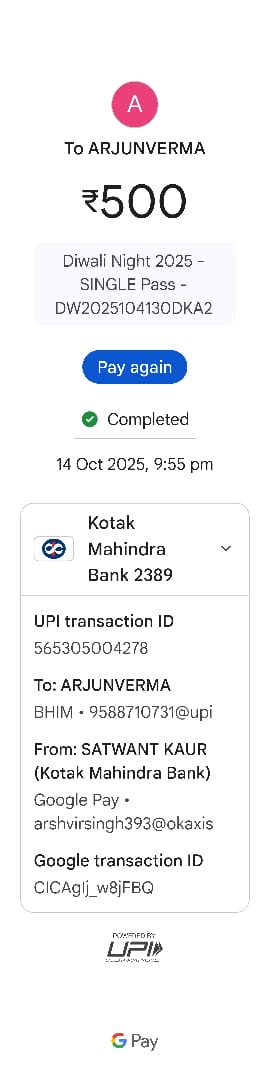 A
To ARJUNVERMA
₹500
Diwali Night 2025 -
SINGLE Pass -
DW2025104130DKA2
Pay again
Completed
14 Oct 2025, 9:55 pm
Kotak
Mahindra
Bank 2389
UPI transaction ID
565305004278
To: ARJUNVERMA
BHIM • 9588710731@upi
From: SATWANT KAUR
(Kotak Mahindra Bank)
Google Pay •
arshvirsingh393@okaxis
Google transaction ID
CICAglj_w8jFBQ
POWERED BY
UPI
G Pay